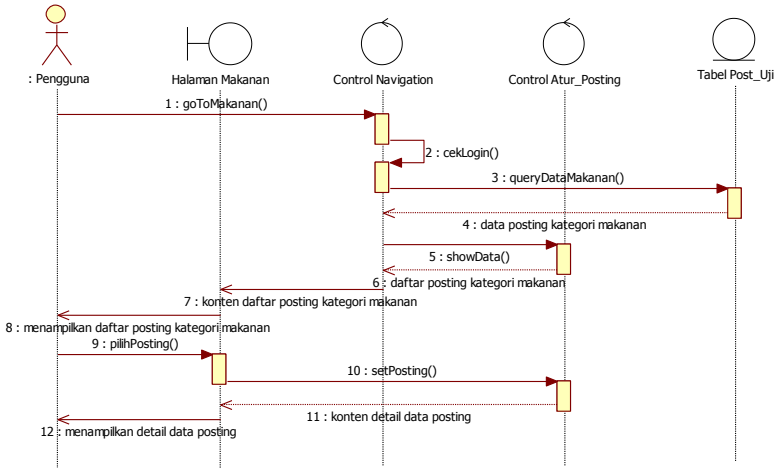 : Pengguna
Halaman Makanan
Control Navigation
Control Atur_Posting
Tabel Post_Uji
1 : goToMakanan()
2 : cekLogin()
3 : queryDataMakanan()
4 : data posting kategori makanan
5 : showData()
6 : daftar posting kategori makanan
7 : konten daftar posting kategori makanan
8 : menampilkan daftar posting kategori makanan
9 : pilihPosting()
10 : setPosting()
11 : konten detail data posting
12 : menampilkan detail data posting